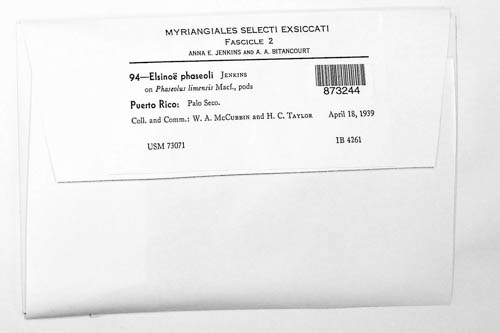 MYRIANGIALES SELECTI EXSICCATI
FASCICLE 2
ANNA E. JENKINS AND A. A. BITANCOURT
94—Elsinoë phaseoli JENKINS
on Phaseolus limensis Macf., pods
873244
Puerto Rico: Palo Seco.
Coll. and Comm.: W. A. McCUBBIN and H. C. TAYLOR April 18, 1939
USM 73071 IB 4261